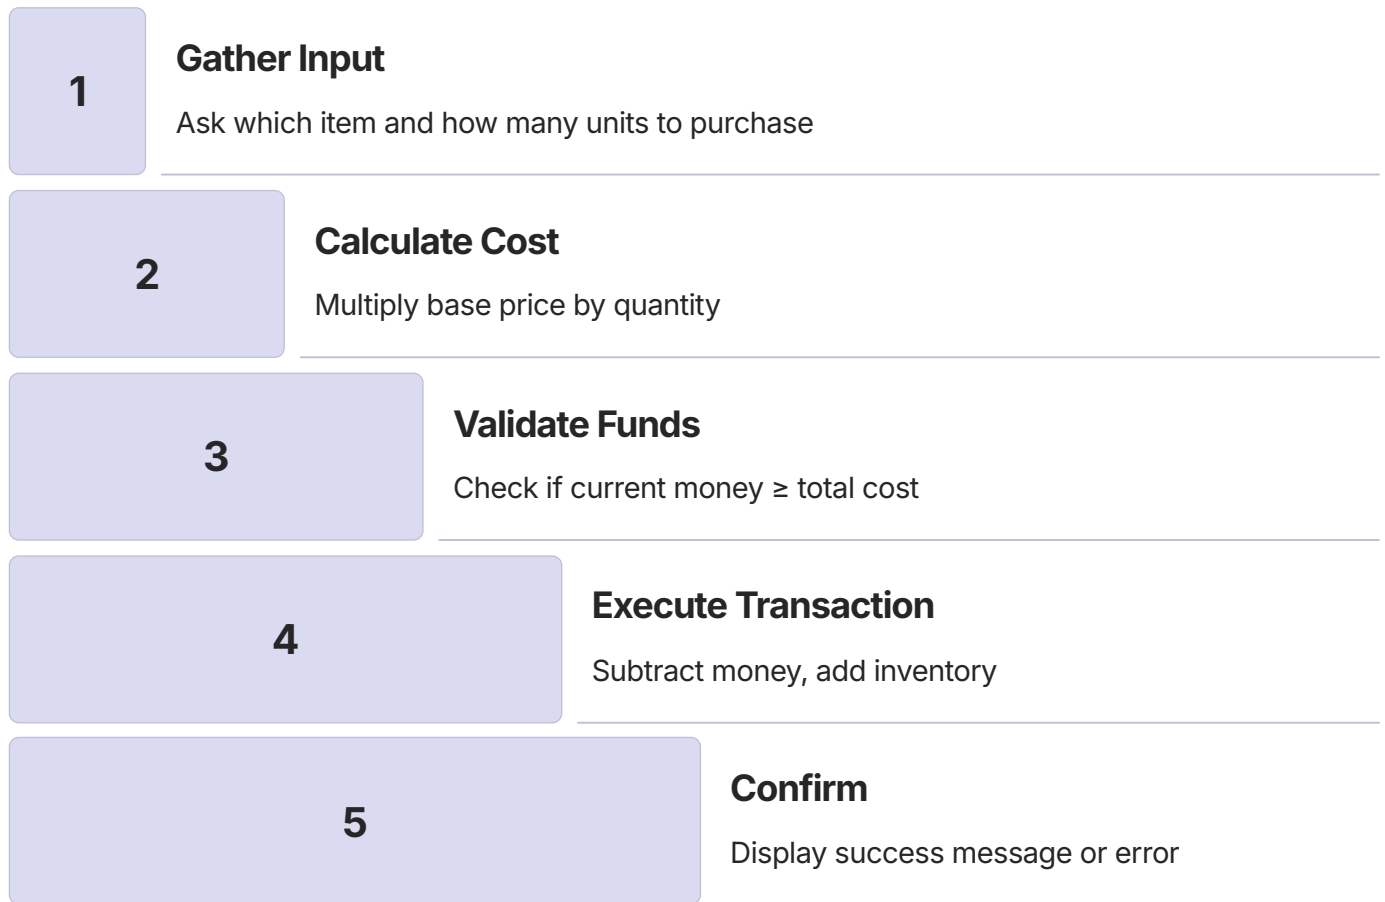 1
Gather Input
Ask which item and how many units to purchase
2
Calculate Cost
Multiply base price by quantity
3
Validate Funds
Check if current money ≥ total cost
4
Execute Transaction
Subtract money, add inventory
5
Confirm
Display success message or error